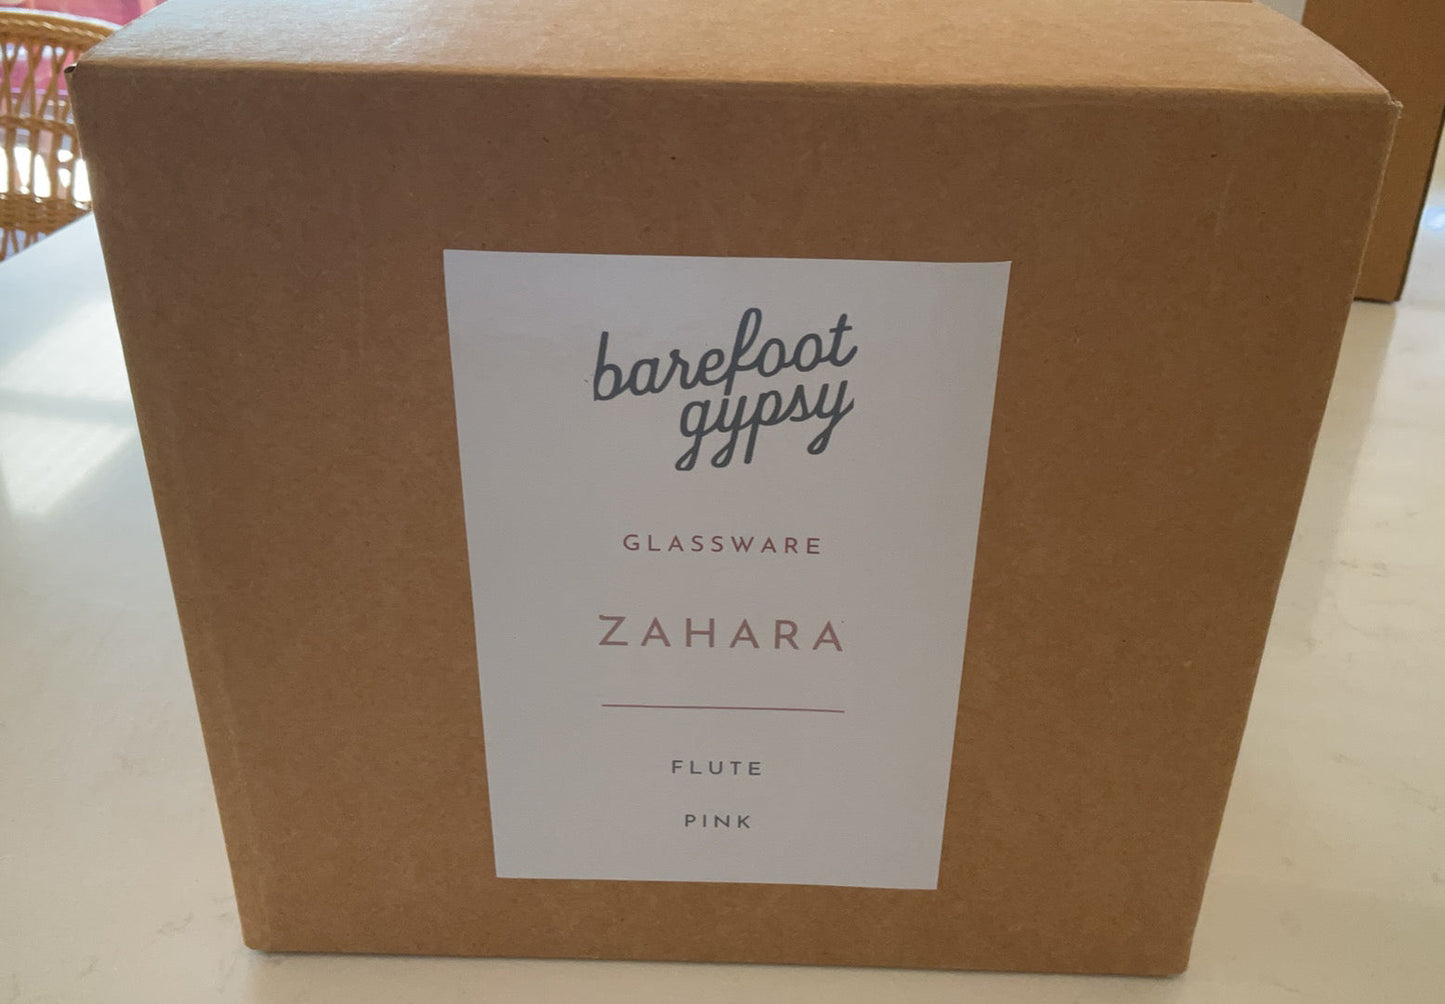 barefoot
gypsy
GLASSWARE
ZAHARA
FLUTE
PINK